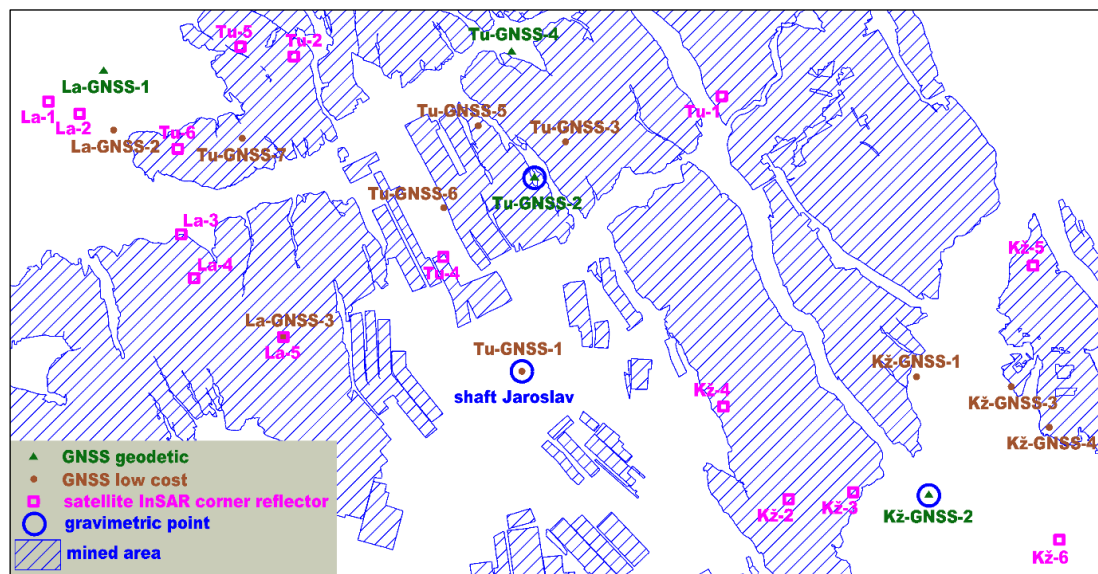 Tu-5
Tu-2
Tu-GNSS-4
La-GNSS-1
La-1
La-2
Tu-1
Tu-GNSS-5
La-GNSS-2
Tu-6
Tu-GNSS-7
Tu-GNSS-3
Tu-GNSS-6
Tu-GNSS-2
La-3
Kž-5
La-4
Tu-4
La-GNSS-3
La-5
Tu-GNSS-1
shaft Jaroslav
Kž-GNSS-1
Kž-4
Kž-GNSS-3
Kž-GNSS-4
GNSS geodetic
GNSS low cost
satellite InSAR corner reflector
gravimetric point
mined area
Kž-2
Kž-3
Kž-GNSS-2
Kž-6